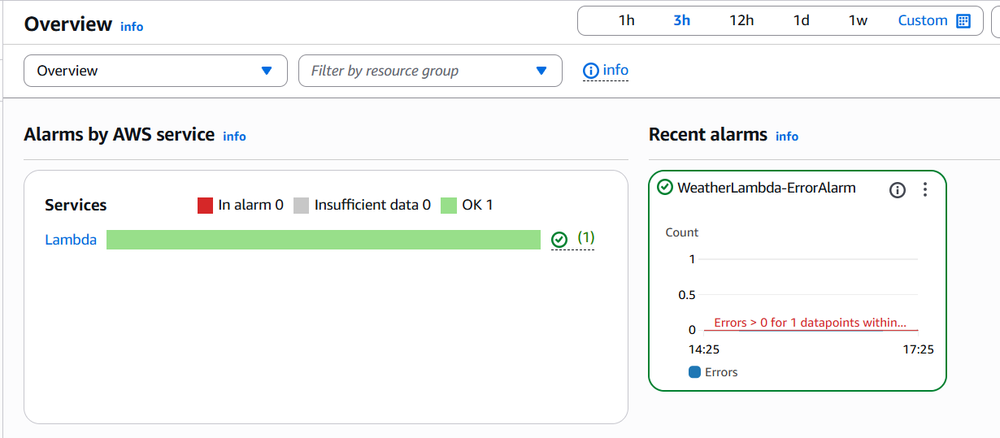 Overview info
1h 3h 12h 1d 1w Custom
Overview
Filter by resource group
info
Alarms by AWS service info
Services
In alarm 0
Insufficient data 0
OK 1
Lambda
(1)
Recent alarms info
WeatherLambda-ErrorAlarm
Count
1
0.5
Errors > 0 for 1 datapoints within...
0
14:25 17:25
Errors